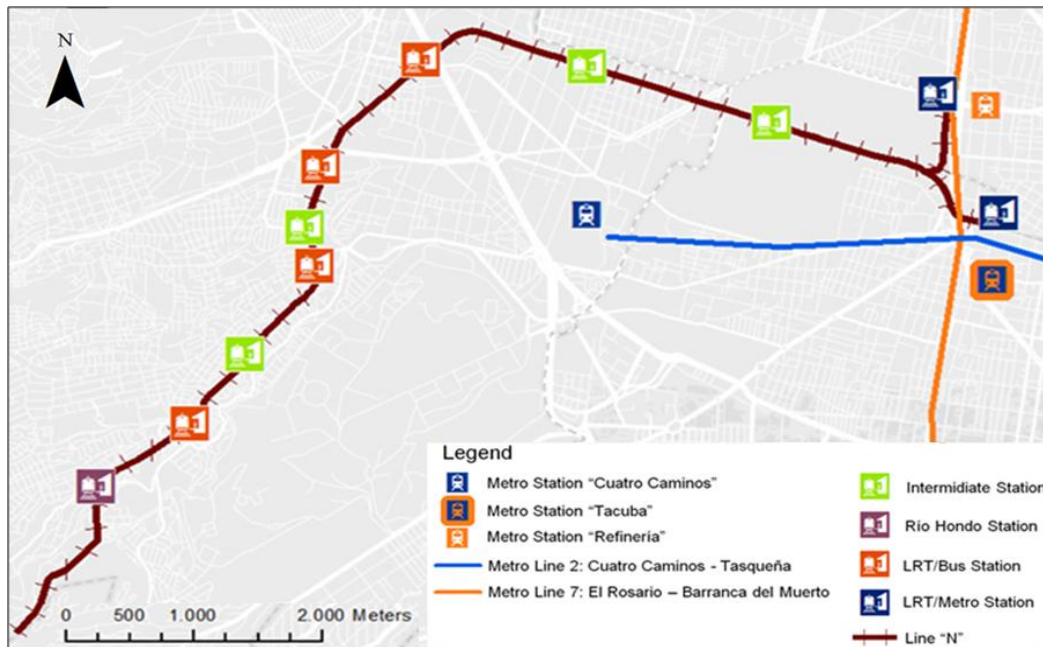 N
0 500 1.000 2.000 Meters
Legend
Metro Station “Cuatro Caminos”
Metro Station “Tacuba”
Metro Station “Refinería”
Metro Line 2: Cuatro Caminos - Tasqueña
Metro Line 7: El Rosario – Barranca del Muerto
Intermidiate Station
Río Hondo Station
LRT/Bus Station
LRT/Metro Station
Line “N”